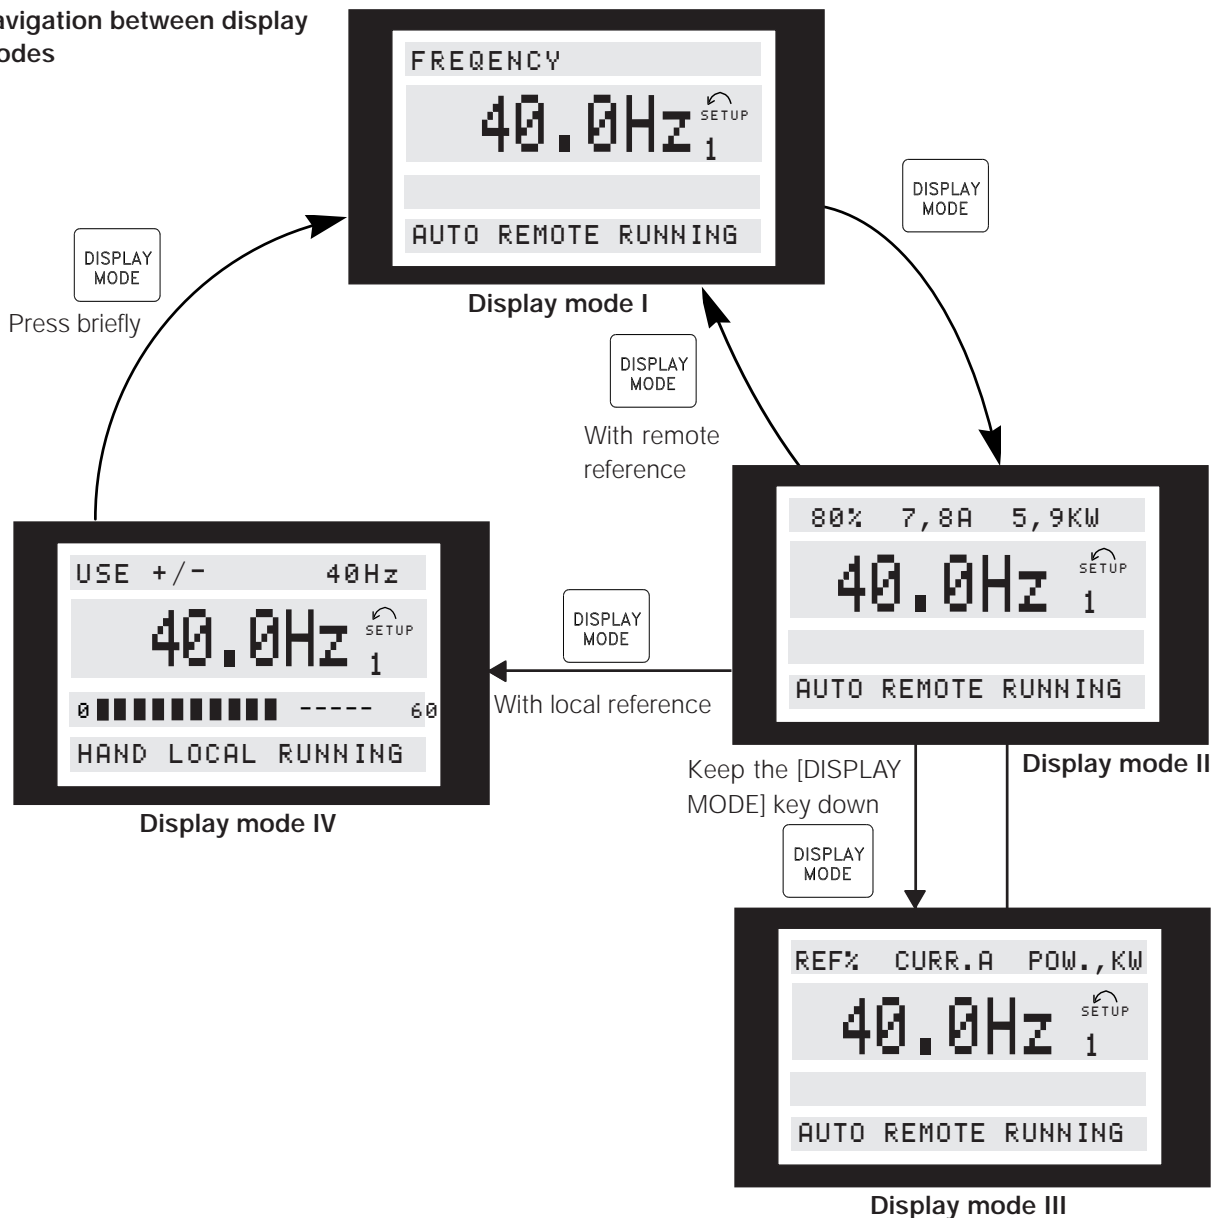 avigation between display
odes
FREQENCY
40.0Hz
SETUP
1
AUTO REMOTE RUNNING
Display mode I
DISPLAY
MODE
DISPLAY
MODE
Press briefly
DISPLAY
MODE
With remote
reference
80% 7,8A 5,9KW
40.0Hz
SETUP
1
AUTO REMOTE RUNNING
Display mode II
USE +/- 40Hz
40.0Hz
SETUP
1
0 ----- 60
HAND LOCAL RUNNING
Display mode IV
DISPLAY
MODE
With local reference
Keep the [DISPLAY
MODE] key down
DISPLAY
MODE
REF% CURR.A POW.,KW
40.0Hz
SETUP
1
AUTO REMOTE RUNNING
Display mode III